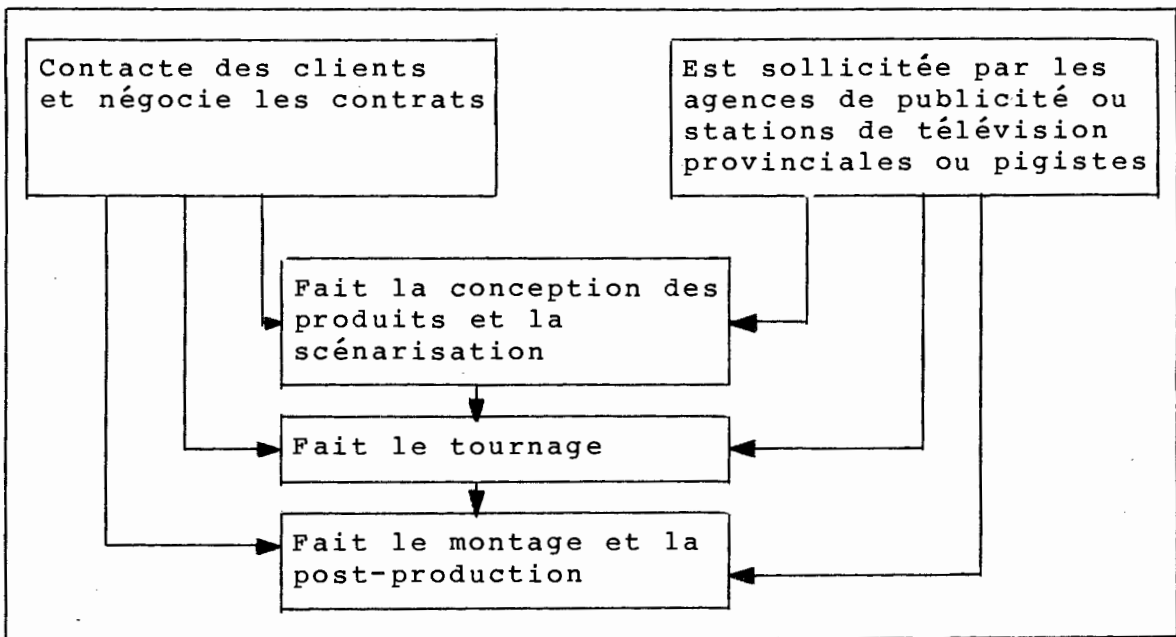 Contacte des clients
et négocie les contrats
Est sollicitée par les
agences de publicité ou
stations de télévision
provinciales ou pigistes
Fait la conception des
produits et la
scénarisation
Fait le tournage
Fait le montage et la
post-production